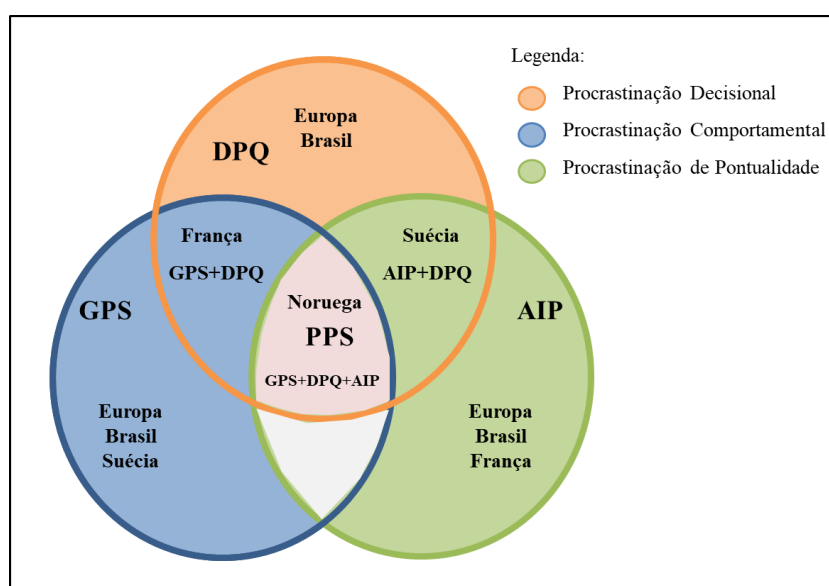 Legenda:
Procrastinação Decisional
Procrastinação Comportamental
Procrastinação de Pontualidade
DPQ
Europa
Brasil
França
GPS+DPQ
Suécia
AIP+DPQ
GPS
Noruega
PPS
GPS+DPQ+AIP
AIP
Europa
Brasil
Suécia
Europa
Brasil
França